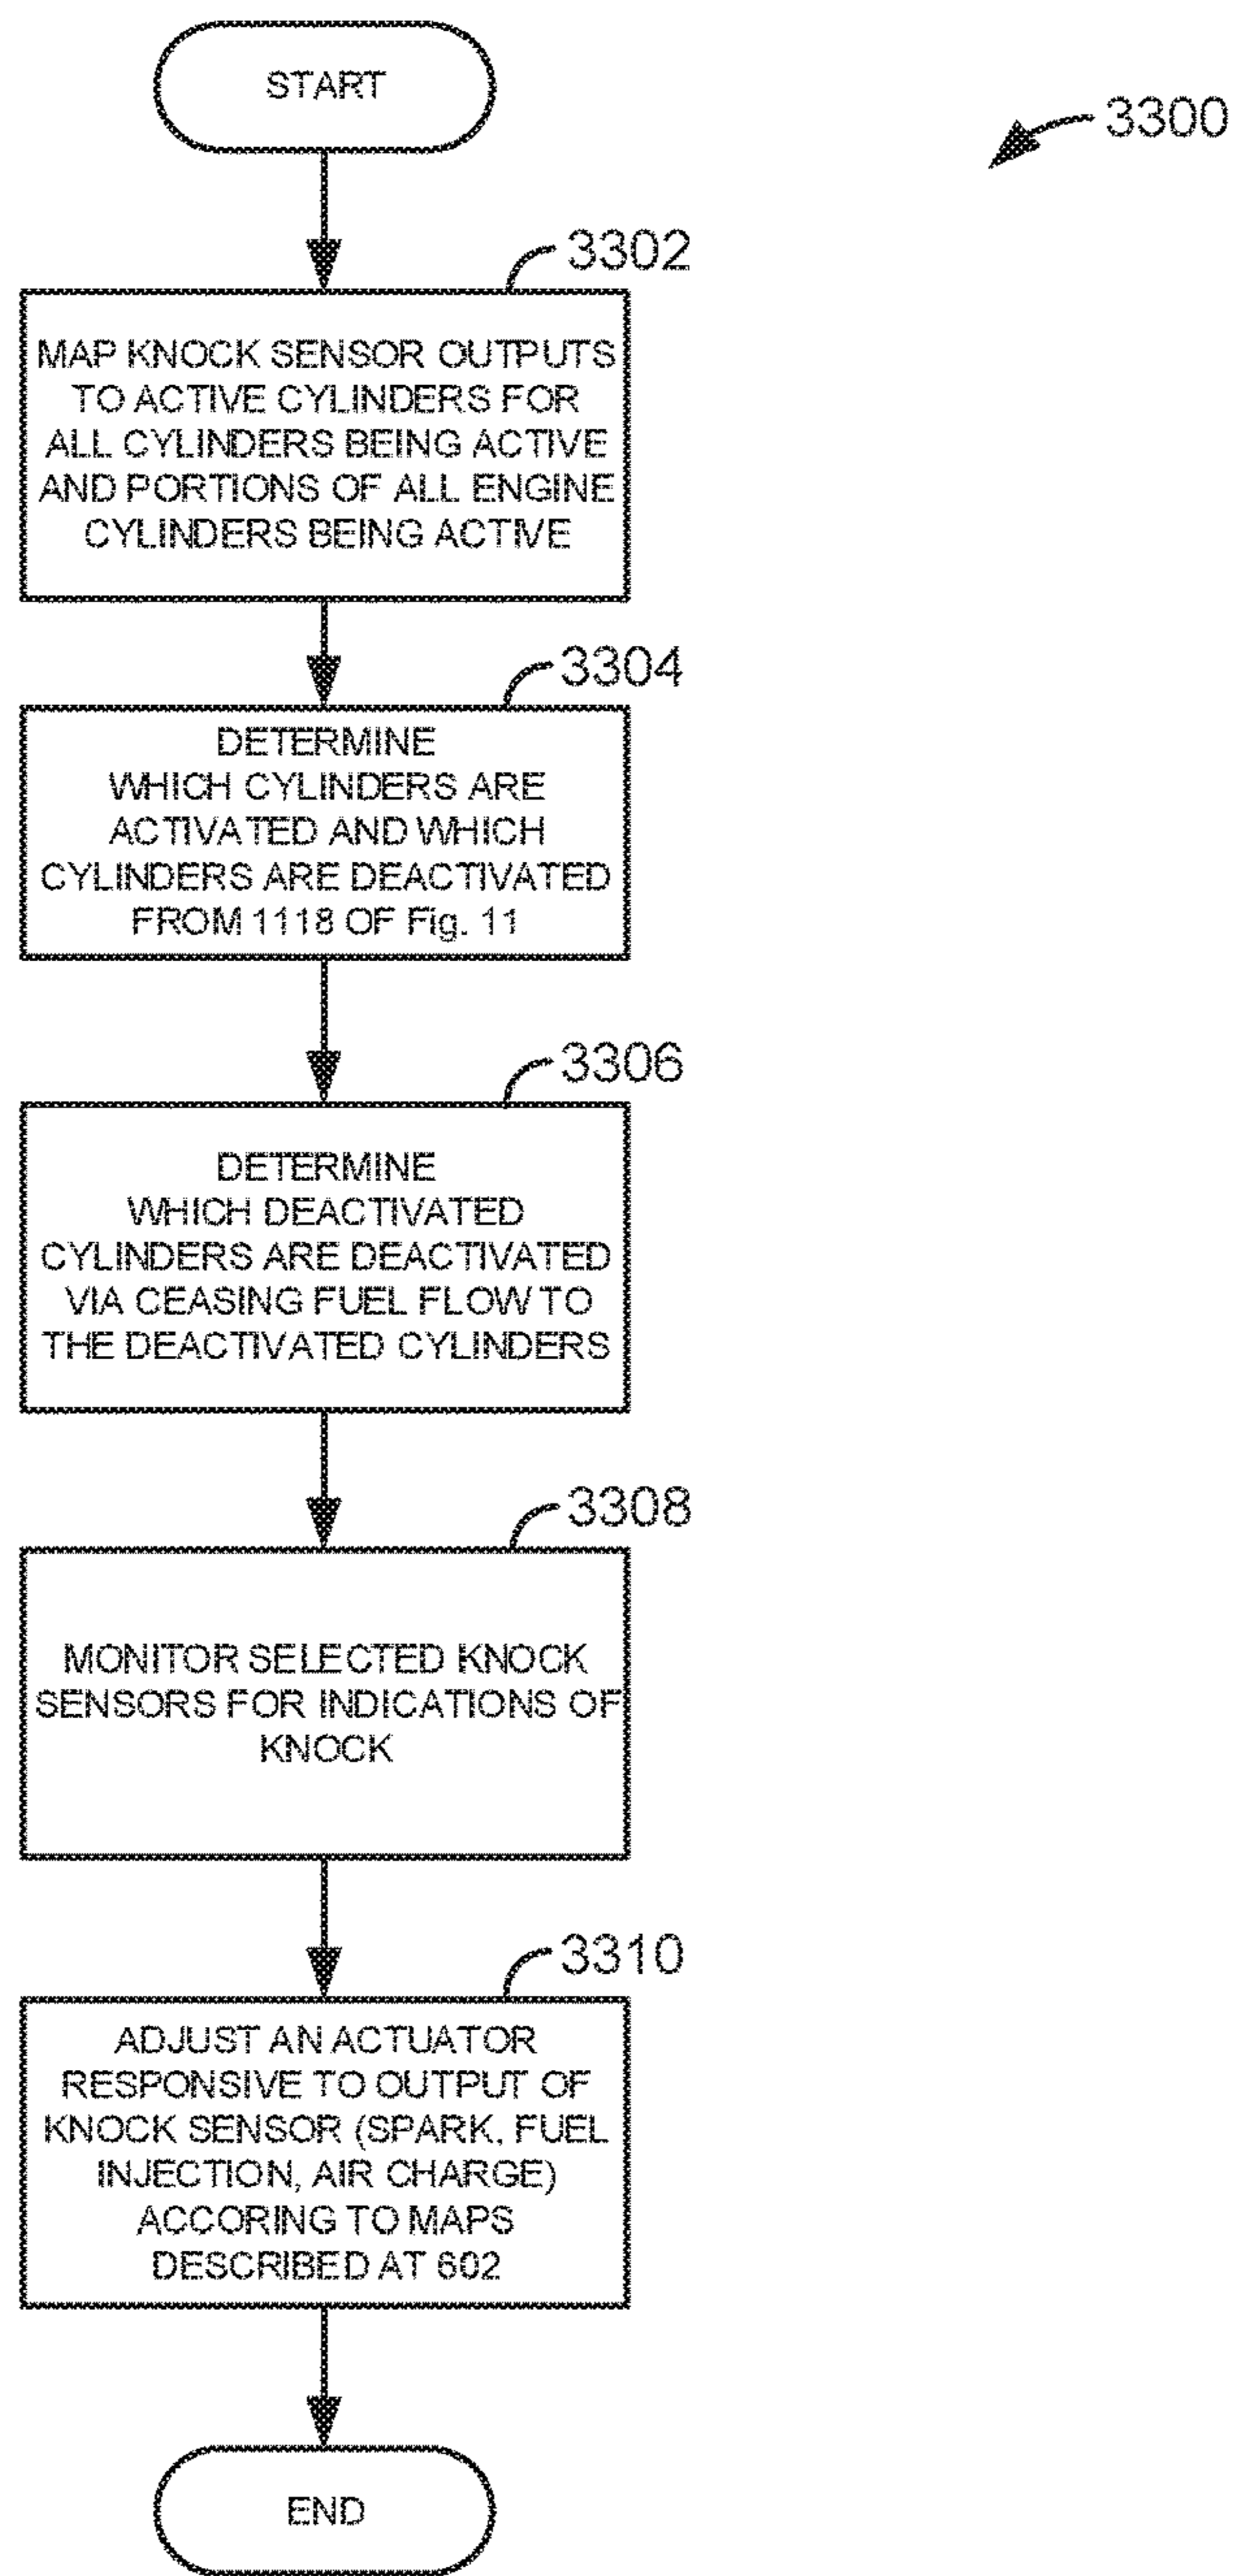 START
3300
3302
MAP KNOCK SENSOR OUTPUTS
TO ACTIVE CYLINDERS FOR
ALL CYLINDERS BEING ACTIVE
AND PORTIONS OF ALL ENGINE
CYLINDERS BEING ACTIVE
3304
DETERMINE
WHICH CYLINDERS ARE
ACTIVATED AND WHICH
CYLINDERS ARE DEACTIVATED
FROM 1118 OF Fig. 11
3306
DETERMINE
WHICH DEACTIVATED
CYLINDERS ARE DEACTIVATED
VIA CEASING FUEL FLOW TO
THE DEACTIVATED CYLINDERS
3308
MONITOR SELECTED KNOCK
SENSORS FOR INDICATIONS OF
KNOCK
3310
ADJUST AN ACTUATOR
RESPONSIVE TO OUTPUT OF
KNOCK SENSOR (SPARK, FUEL
INJECTION, AIR CHARGE)
ACCORING TO MAPS
DESCRIBED AT 602
END